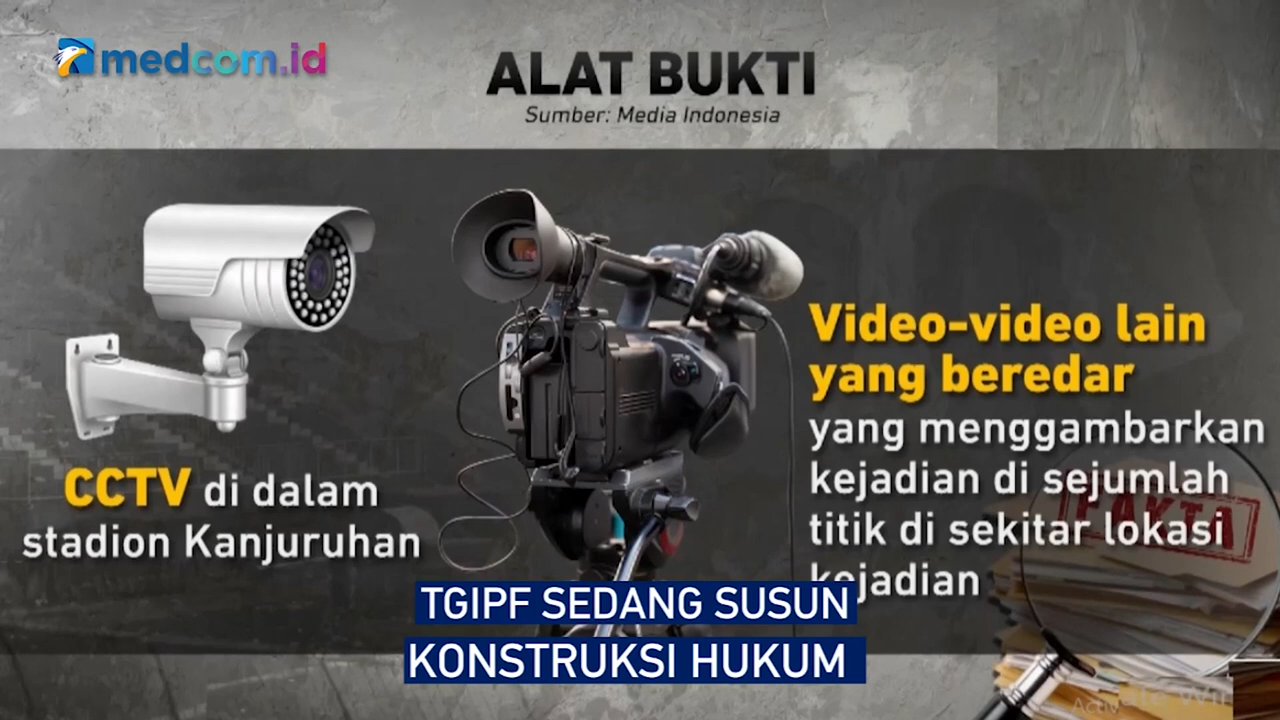 medcom.id
ALAT BUKTI
Sumber: Media Indonesia
CCTV di dalam
stadion Kanjuruhan
Video-video lain
yang beredar
yang menggambarkan
kejadian di sejumlah
titik di sekitar lokasi
kejadian
FAKTA
TGIPF SEDANG SUSUN
KONSTRUKSI HUKUM